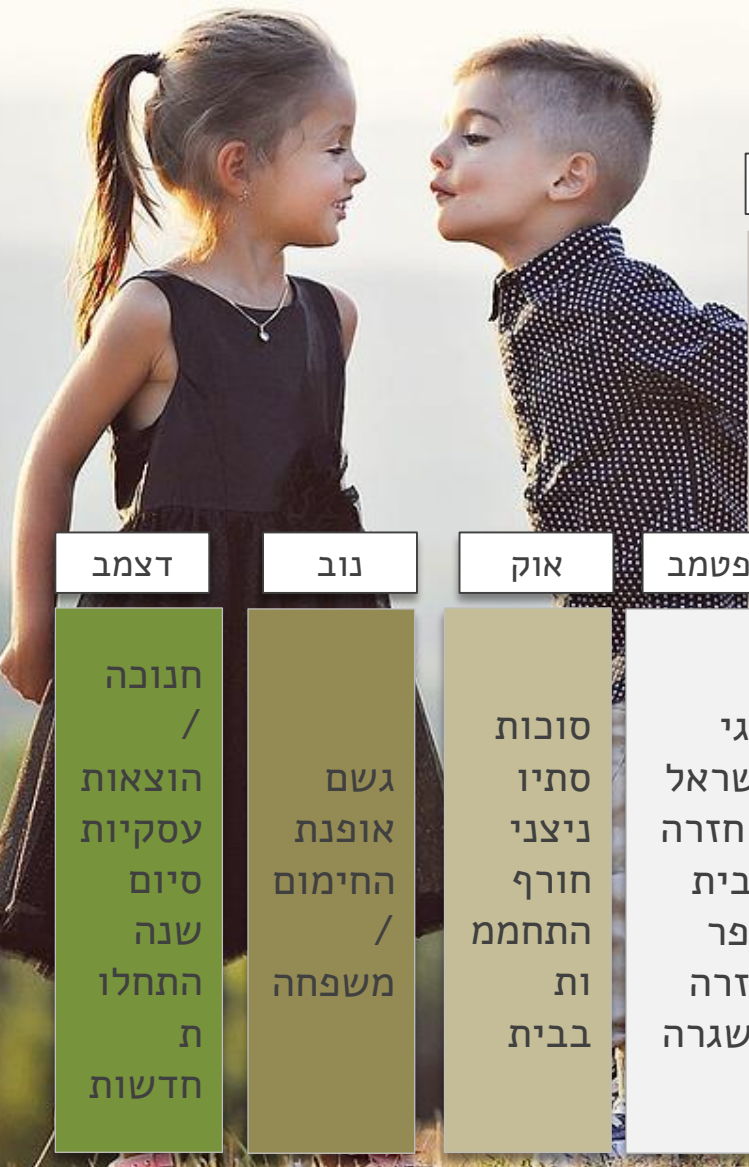 פטמב
גי
שראל
חזרה
בית
פר
זרה
שגרה
אוק
סוכות
סתיו
ניצני
חורף
התחממ
ות
בבית
נוב
גשם
אופנת
החימום
/
משפחה
דצמב
חנוכה
/
הוצאות
עסקיות
סיום
שנה
התחלו
ת
חדשות